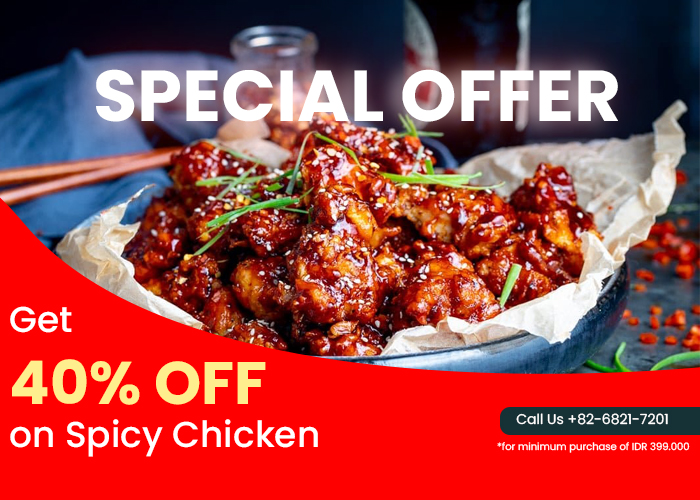 SPECIAL OFFER
Get
40% OFF
on Spicy Chicken
Call Us +82-6821-7201
*for minimum purchase of IDR 399.000